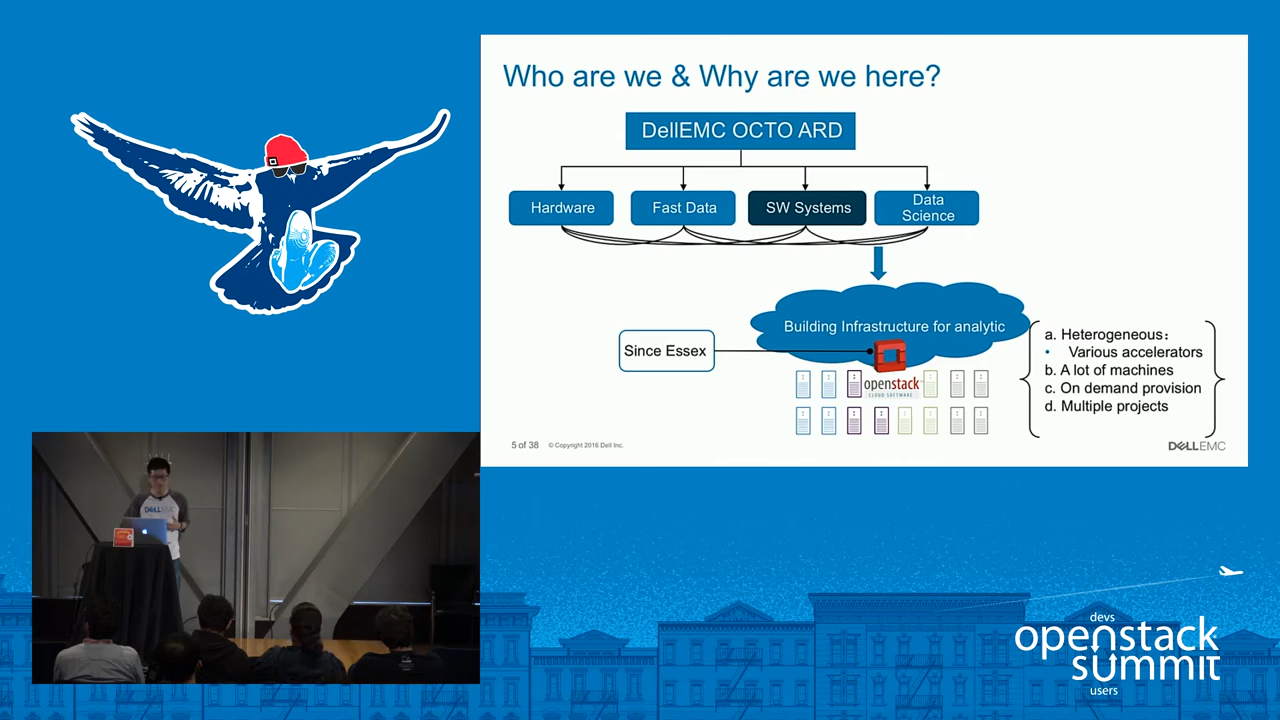 Who are we & Why are we here?
DellEMC OCTO ARD
Hardware
Fast Data
SW Systems
Data
Science
Building Infrastructure for analytic
Since Essex
openstack
CLOUD SOFTWARE
a. Heterogeneous:
• Various accelerators
b. A lot of machines
c. On demand provision
d. Multiple projects
5 of 38 © Copyright 2016 Dell Inc.
DELLEMC
DELLEMC
devs
openstack
summit
users